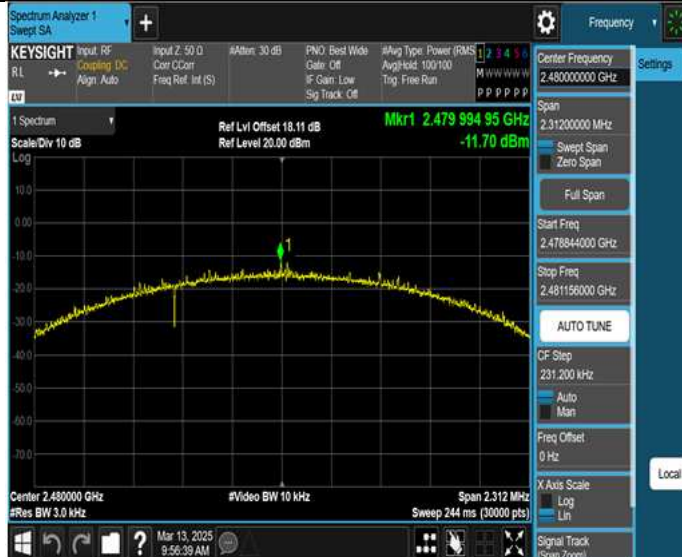 Spectrum Analyzer 1
Swept SA
+
Frequency
KEYSIGHT
RL
LXI
Input: RF
Coupling: DC
Align: Auto
Input Z: 50 Ω
Corr CCorr
Freq Ref: Int (S)
#Atten: 30 dB
PNO: Best Wide
Gate: Off
IF Gain: Low
Sig Track: Off
#Avg Type: Power (RMS
Avg|Hold: 100/100
Trig: Free Run
1 2 3 4 5 6
M W W W W W
P P P P P P
1 Spectrum
Scale/Div 10 dB
Ref Lvl Offset 18.11 dB
Ref Level 20.00 dBm
Mkr1 2.479 994 95 GHz
-11.70 dBm
Log
10.0
0.00
-10.0
-20.0
-30.0
-40.0
-50.0
-60.0
-70.0
1
Center 2.480000 GHz
#Res BW 3.0 kHz
#Video BW 10 kHz
Span 2.312 MHz
Sweep 244 ms (30000 pts)
Center Frequency
2.480000000 GHz
Span
2.31200000 MHz
Swept Span
Zero Span
Full Span
Start Freq
2.478844000 GHz
Stop Freq
2.481156000 GHz
AUTO TUNE
CF Step
231.200 kHz
Auto
Man
Freq Offset
0 Hz
X Axis Scale
Log
Lin
Signal Track
(Span Zoom)
Settings
Local
?
Mar 13, 2025
9:56:39 AM